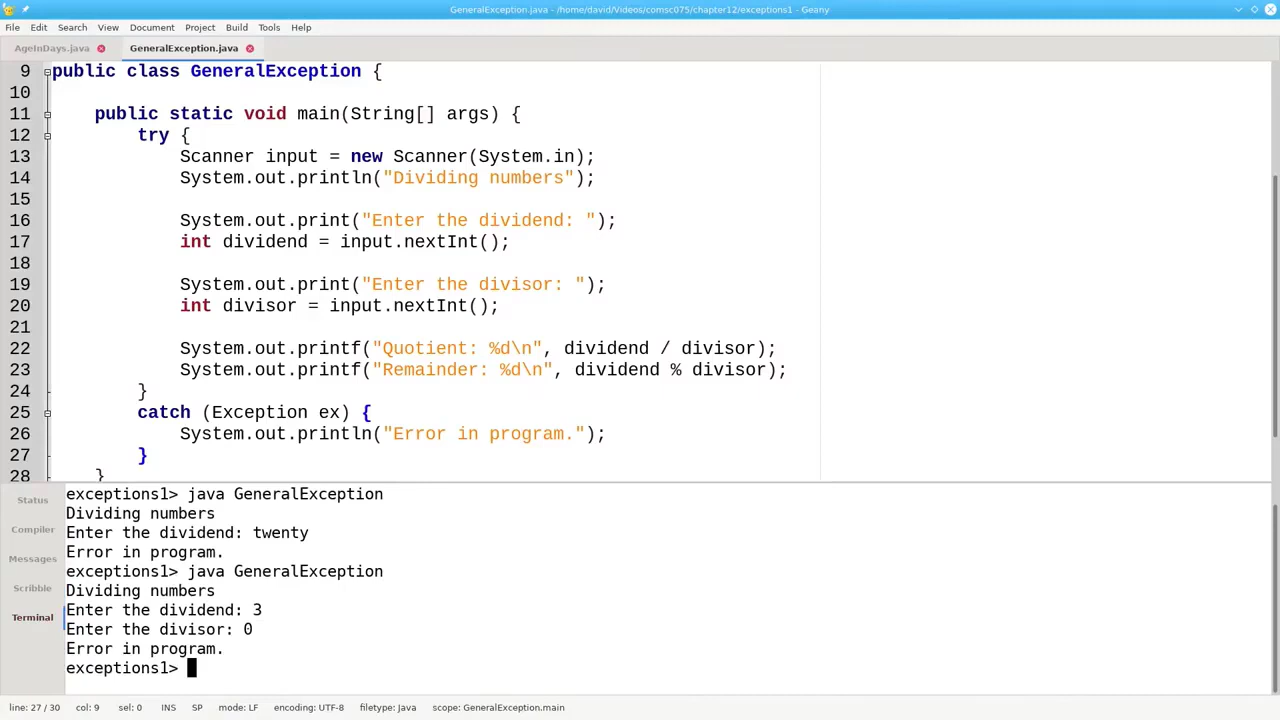 GeneralException.java - /home/david/Videos/comsc075/chapter12/exceptions1 - Geany
File Edit Search View Document Project Build Tools Help
AgeInDays.java GeneralException.java
9 public class GeneralException {
10
11 public static void main(String[] args) {
12 try {
13 Scanner input = new Scanner(System.in);
14 System.out.println("Dividing numbers");
15
16 System.out.print("Enter the dividend: ");
17 int dividend = input.nextInt();
18
19 System.out.print("Enter the divisor: ");
20 int divisor = input.nextInt();
21
22 System.out.printf("Quotient: %d\n", dividend / divisor);
23 System.out.printf("Remainder: %d\n", dividend % divisor);
24 }
25 catch (Exception ex) {
26 System.out.println("Error in program.");
27 }
28 }
Status
Compiler
Messages
Scribble
Terminal
exceptions1> java GeneralException
Dividing numbers
Enter the dividend: twenty
Error in program.
exceptions1> java GeneralException
Dividing numbers
Enter the dividend: 3
Enter the divisor: 0
Error in program.
exceptions1>
line: 27 / 30 col: 9 sel: 0 INS SP mode: LF encoding: UTF-8 filetype: Java scope: GeneralException.main